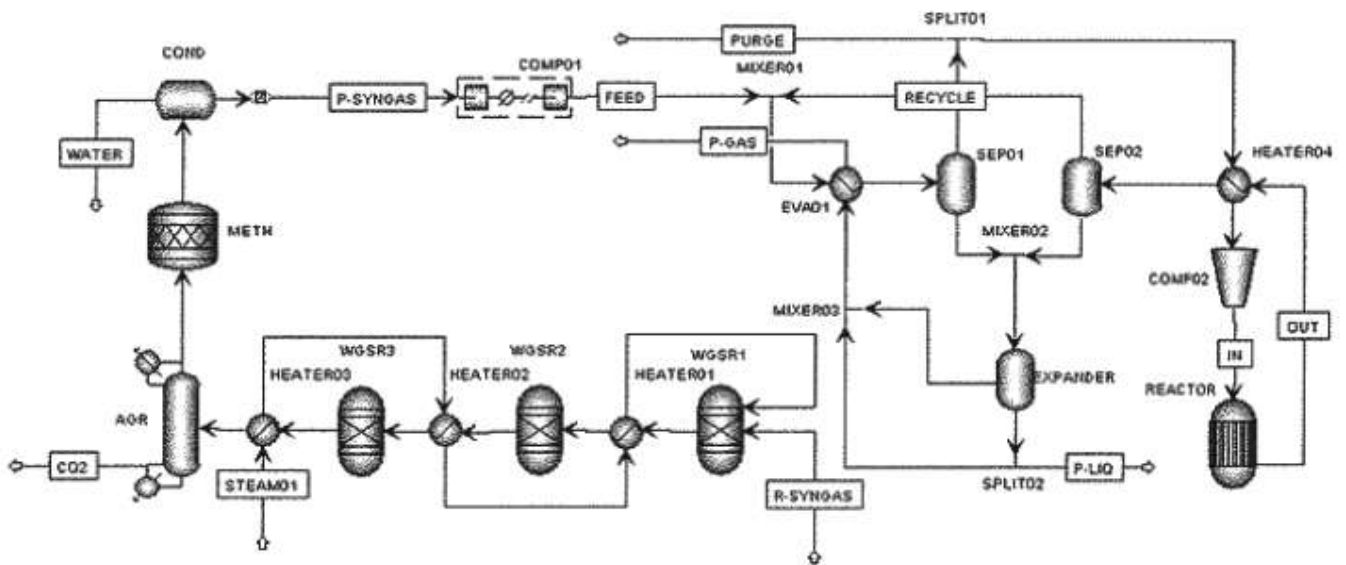 SPLIT01
PURGE
COND
COMP01
MIXER01
P-SYNGAS
FEED
RECYCLE
WATER
P-GAS
SEP01
SEP02
HEATER04
EVA01
METH
MIXER02
COMP02
MIXER03
OUT
WGSR3
WGSR2
WGSR1
IN
HEATER03
HEATER02
HEATER01
EXPANDER
REACTOR
AGR
CO2
STEAM01
R-SYNGAS
P-LIQ
SPLIT02